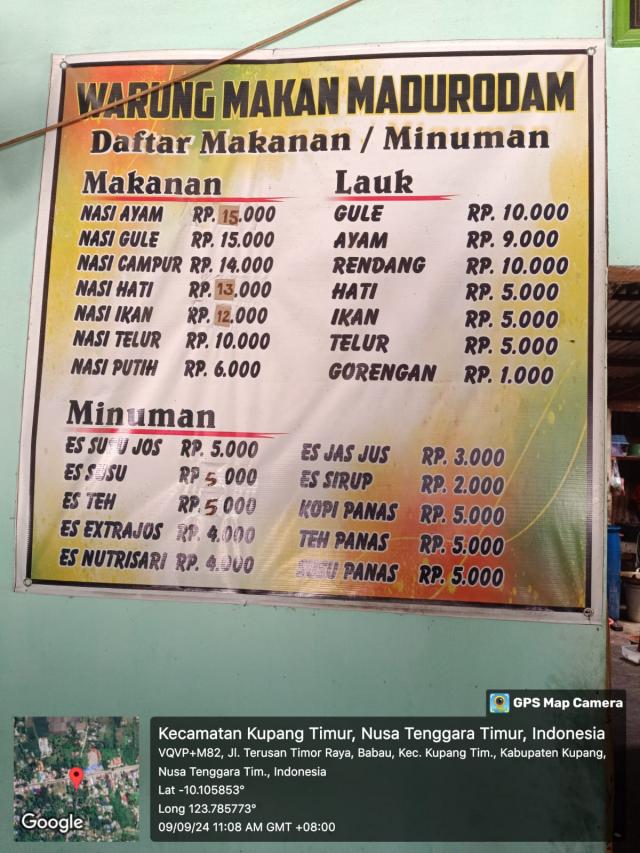 WARUNG MAKAN MADURODAM
Daftar Makanan / Minuman
Makanan
NASI AYAM RP. 15.000
NASI GULE RP. 15.000
NASI CAMPUR RP. 14.000
NASI HATI RP. 13.000
NASI IKAN RP. 12.000
NASI TELUR RP. 10.000
NASI PUTIH RP. 6.000
Lauk
GULE RP. 10.000
AYAM RP. 9.000
RENDANG RP. 10.000
HATI RP. 5.000
IKAN RP. 5.000
TELUR RP. 5.000
GORENGAN RP. 1.000
Minuman
ES SUSU JOS RP. 5.000
ES SUSU RP 5 000
ES TEH RP. 5 000
ES EXTRAJOS RP. 4.000
ES NUTRISARI RP. 4.000
ES JAS JUS RP. 3.000
ES SIRUP RP. 2.000
KOPI PANAS RP. 5.000
TEH PANAS RP. 5.000
SUSU PANAS RP. 5.000
GPS Map Camera
Kecamatan Kupang Timur, Nusa Tenggara Timur, Indonesia
VQVP+M82, Jl. Terusan Timor Raya, Babau, Kec. Kupang Tim., Kabupaten Kupang,
Nusa Tenggara Tim., Indonesia
Lat -10.105853°
Long 123.785773°
09/09/24 11:08 AM GMT +08:00
Google